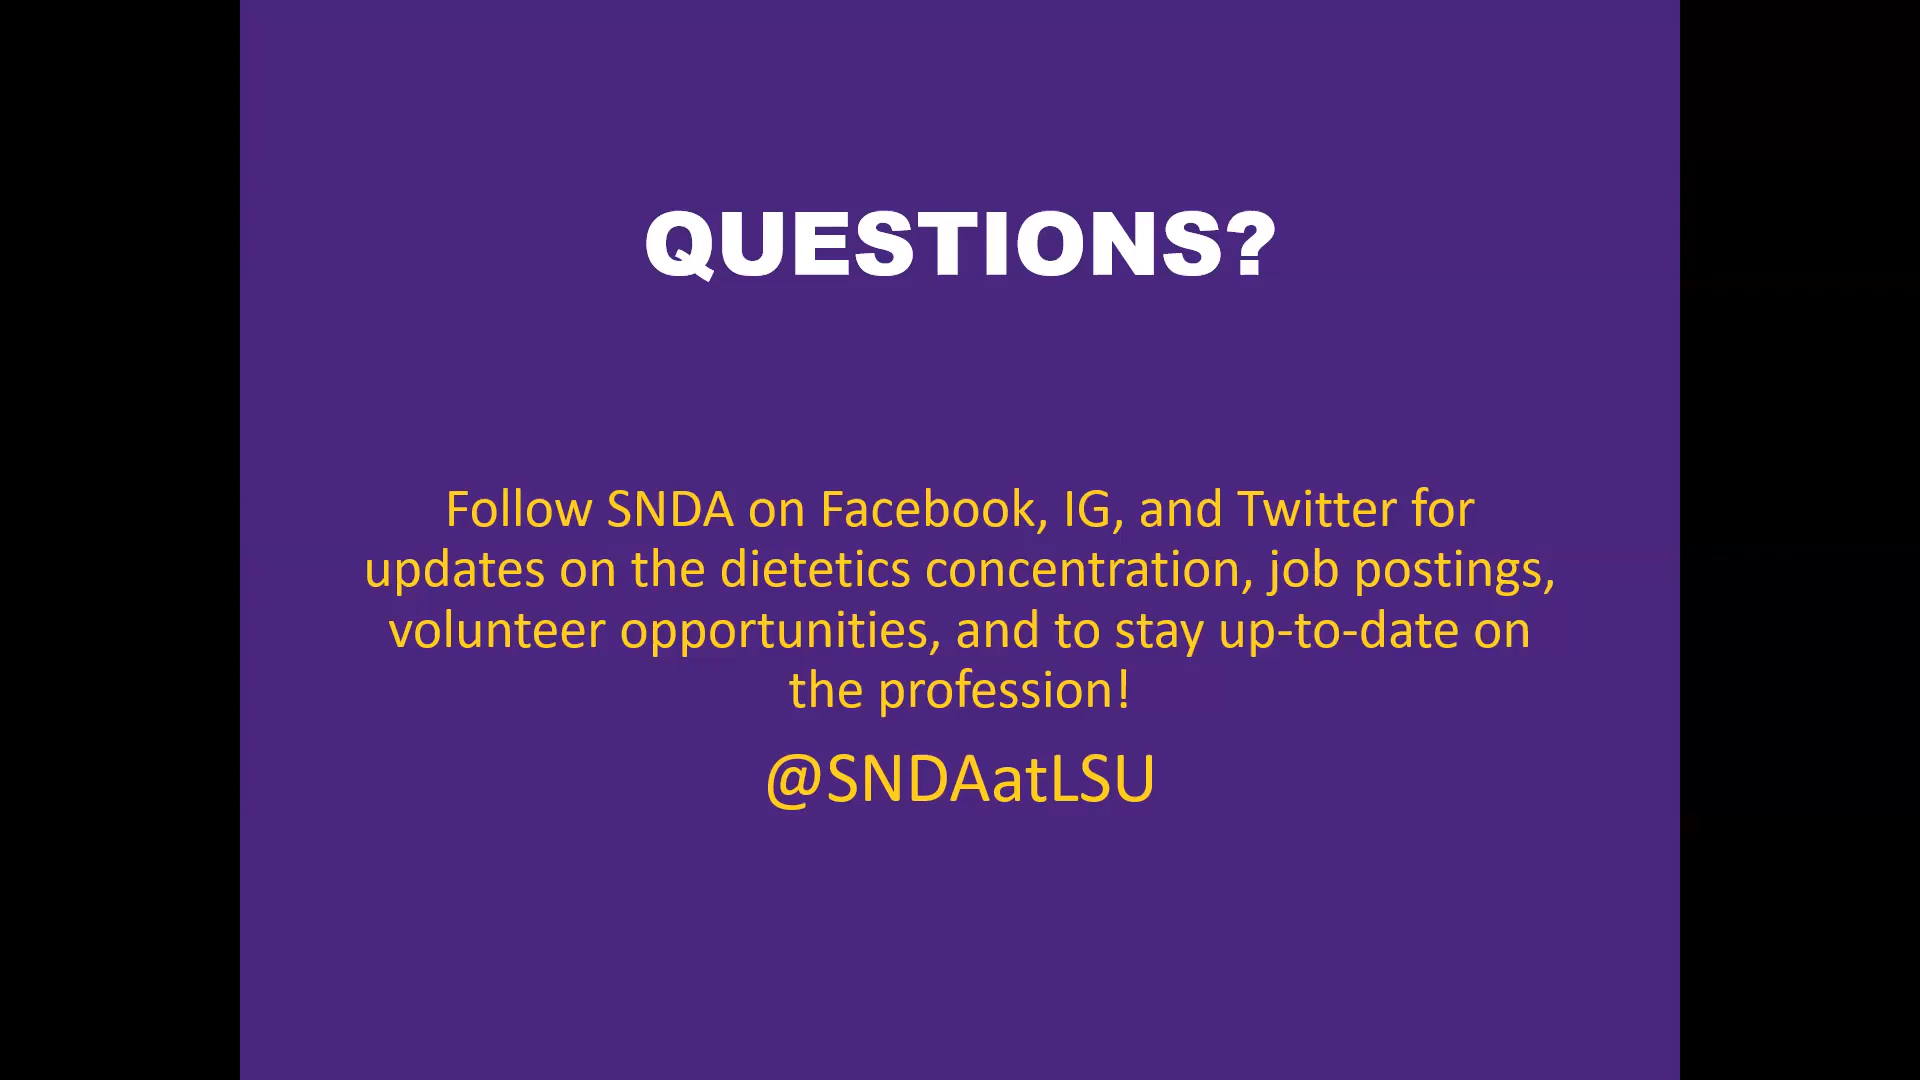 QUESTIONS?
Follow SNDA on Facebook, IG, and Twitter for
updates on the dietetics concentration, job postings,
volunteer opportunities, and to stay up-to-date on
the profession!
@SNDAatLSU